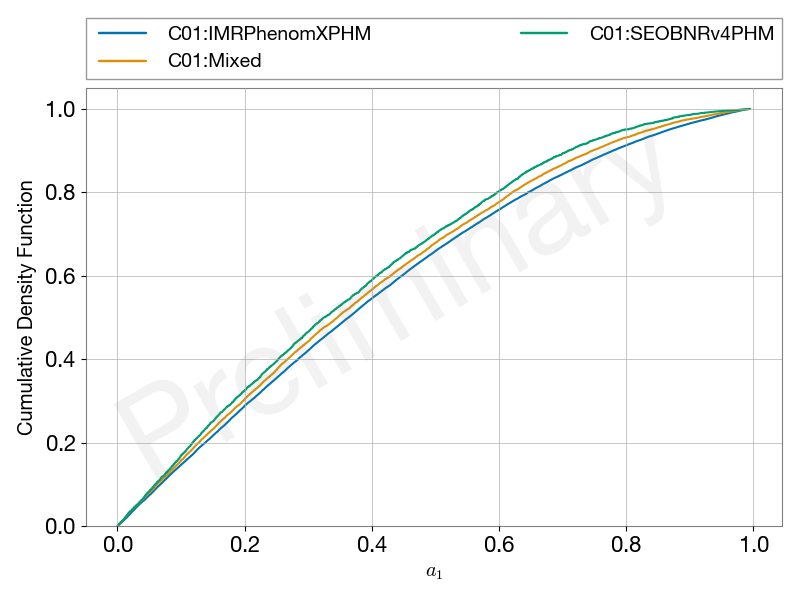 C01:IMRPhenomXPHM
C01:Mixed
C01:SEOBNRv4PHM
Cumulative Density Function
1.0
0.8
0.6
0.4
0.2
0.0
Preliminary
0.0 0.2 0.4 0.6 0.8 1.0
a₁